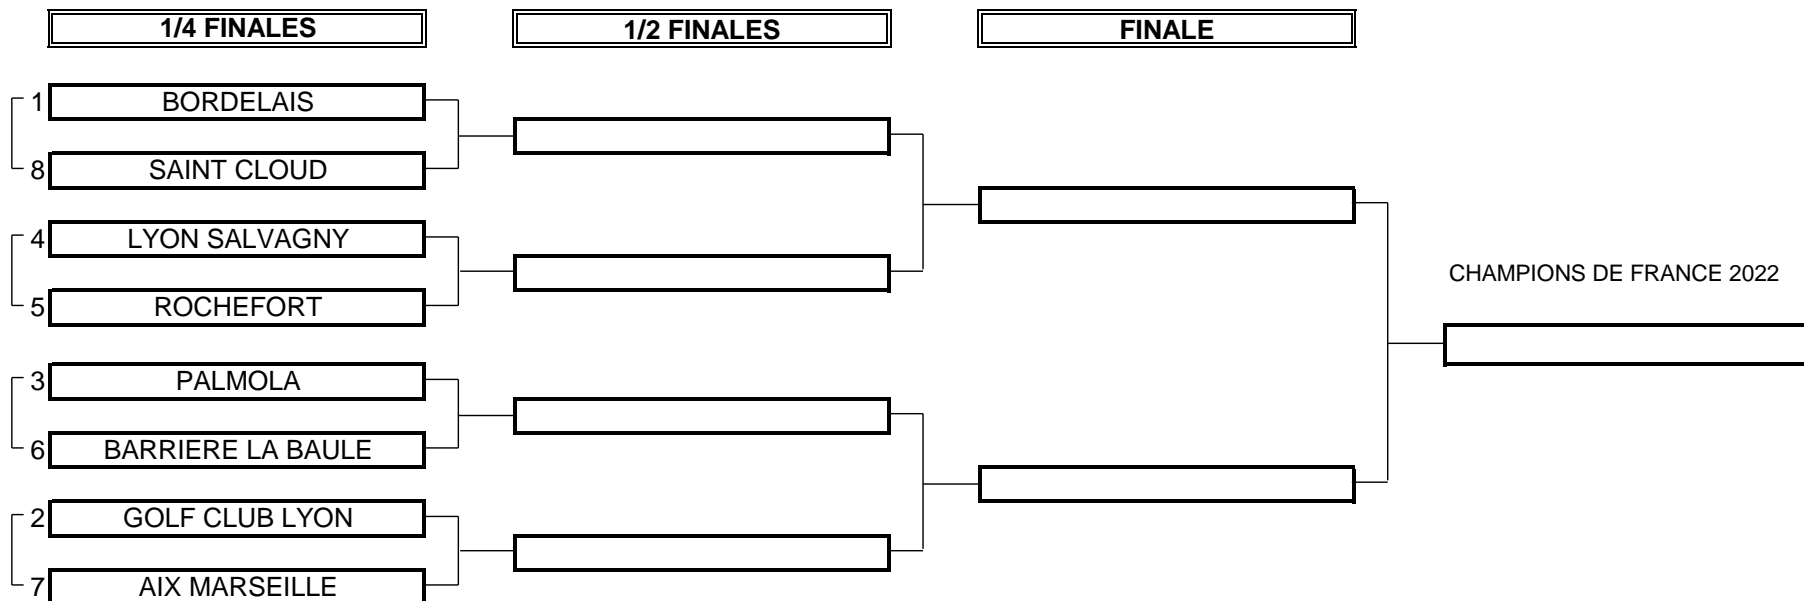 1/4 FINALES
1/2 FINALES
FINALE
1 BORDELAIS
8 SAINT CLOUD
4 LYON SALVAGNY
5 ROCHEFORT
CHAMPIONS DE FRANCE 2022
3 PALMOLA
6 BARRIERE LA BAULE
2 GOLF CLUB LYON
7 AIX MARSEILLE